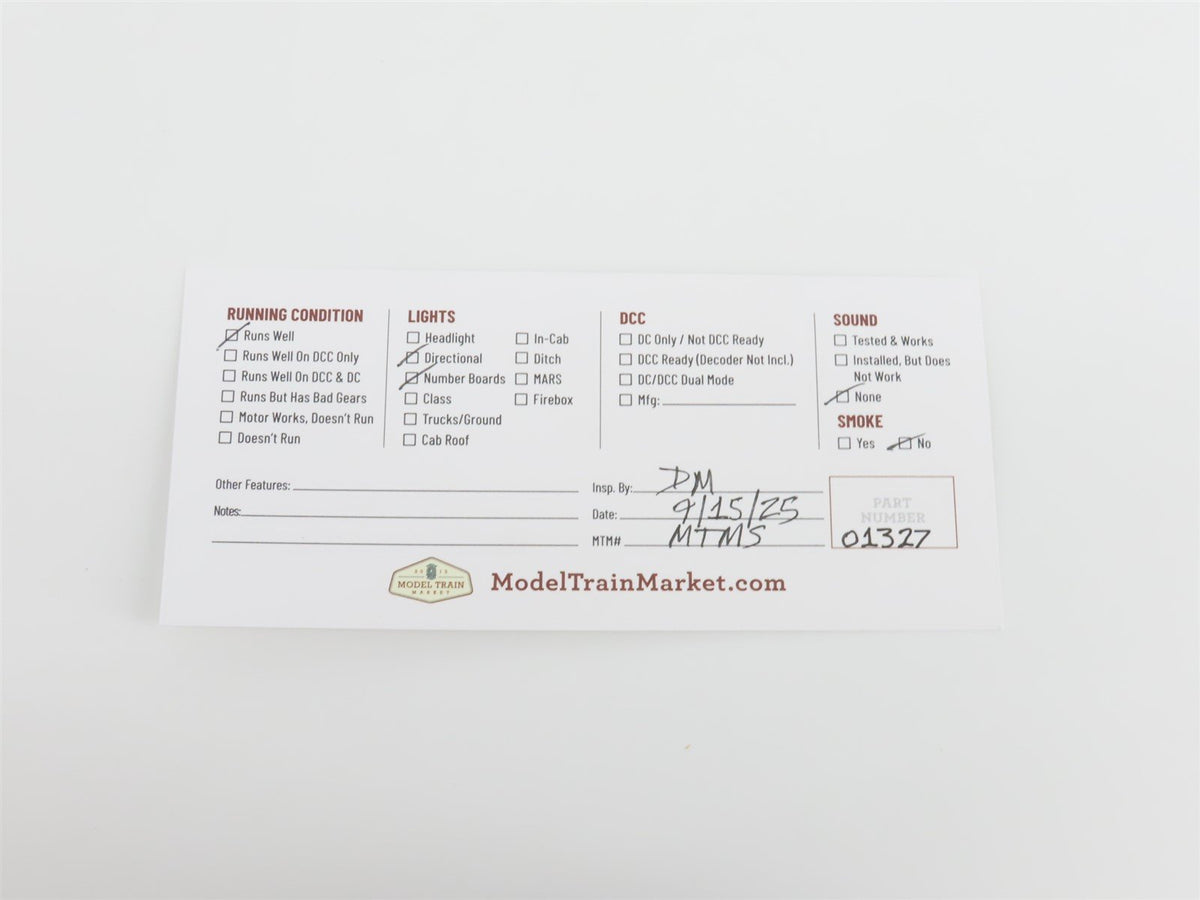 RUNNING CONDITION
Runs Well
Runs Well On DCC Only
Runs Well On DCC & DC
Runs But Has Bad Gears
Motor Works, Doesn't Run
Doesn't Run
LIGHTS
Headlight
Directional
Number Boards
Class
Trucks/Ground
Cab Roof
In-Cab
Ditch
MARS
Firebox
DCC
DC Only / Not DCC Ready
DCC Ready (Decoder Not Incl.)
DC/DCC Dual Mode
Mfg:
SOUND
Tested & Works
Installed, But Does
Not Work
None
SMOKE
Yes No
Other Features:
Notes:
Insp. By: DM
Date: 9/15/25
MTM# MTMS
PART
NUMBER
01327
2013
MODEL TRAIN
MARKET
ModelTrainMarket.com